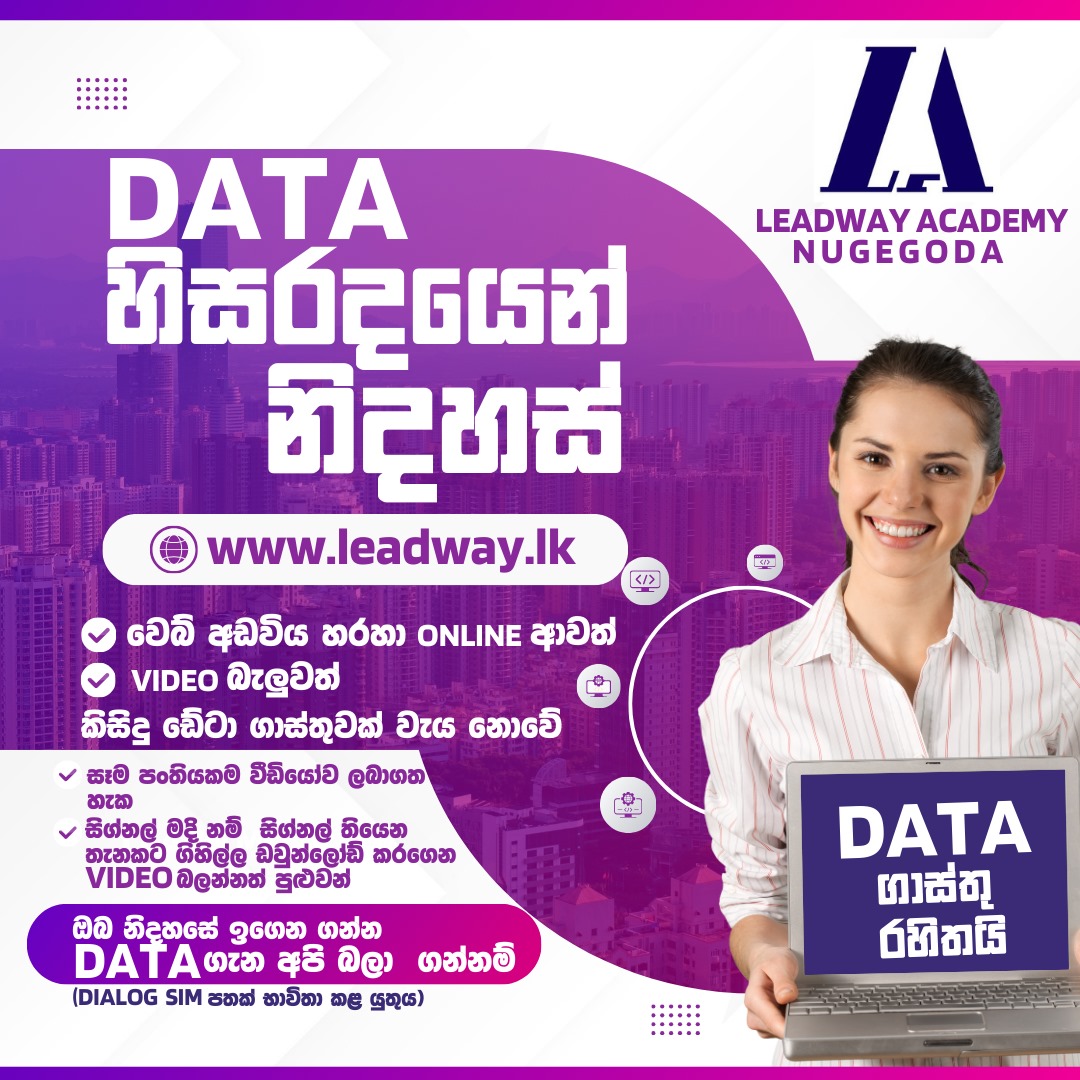 LEADWAY ACADEMY
NUGEGODA
DATA
හිසරදයෙන්
නිදහස්
www.leadway.lk
වෙබ් අඩවිය හරහා ONLINE ආවත්
VIDEO බැලුවත්
කිසිදු ඩේටා ගාස්තුවක් වැය නොවේ
සෑම පංතියකම වීඩියෝව ලබාගත
හැක
සිග්නල් මදි නම් සිග්නල් තියෙන
තැනකට ගිහිල්ල ඩවුන්ලෝඩ් කරගෙන
VIDEO බලන්නත් පුළුවන්
ඔබ නිදහසේ ඉගෙන ගන්න
DATA ගැන අපි බලා ගන්නම්
(DIALOG SIM පතක් භාවිතා කළ යුතුය)
DATA
ගාස්තු
රහිතයි